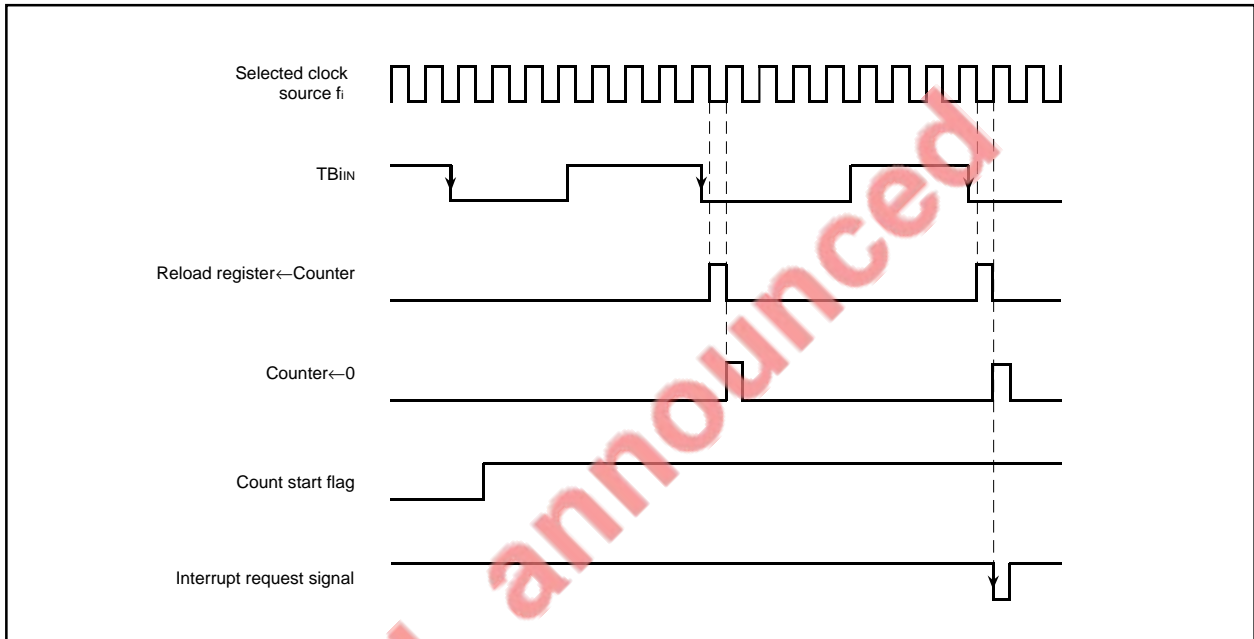 Selected clock
source fi
TBiIN
Reload register←Counter
Counter←0
Count start flag
Interrupt request signal
announced